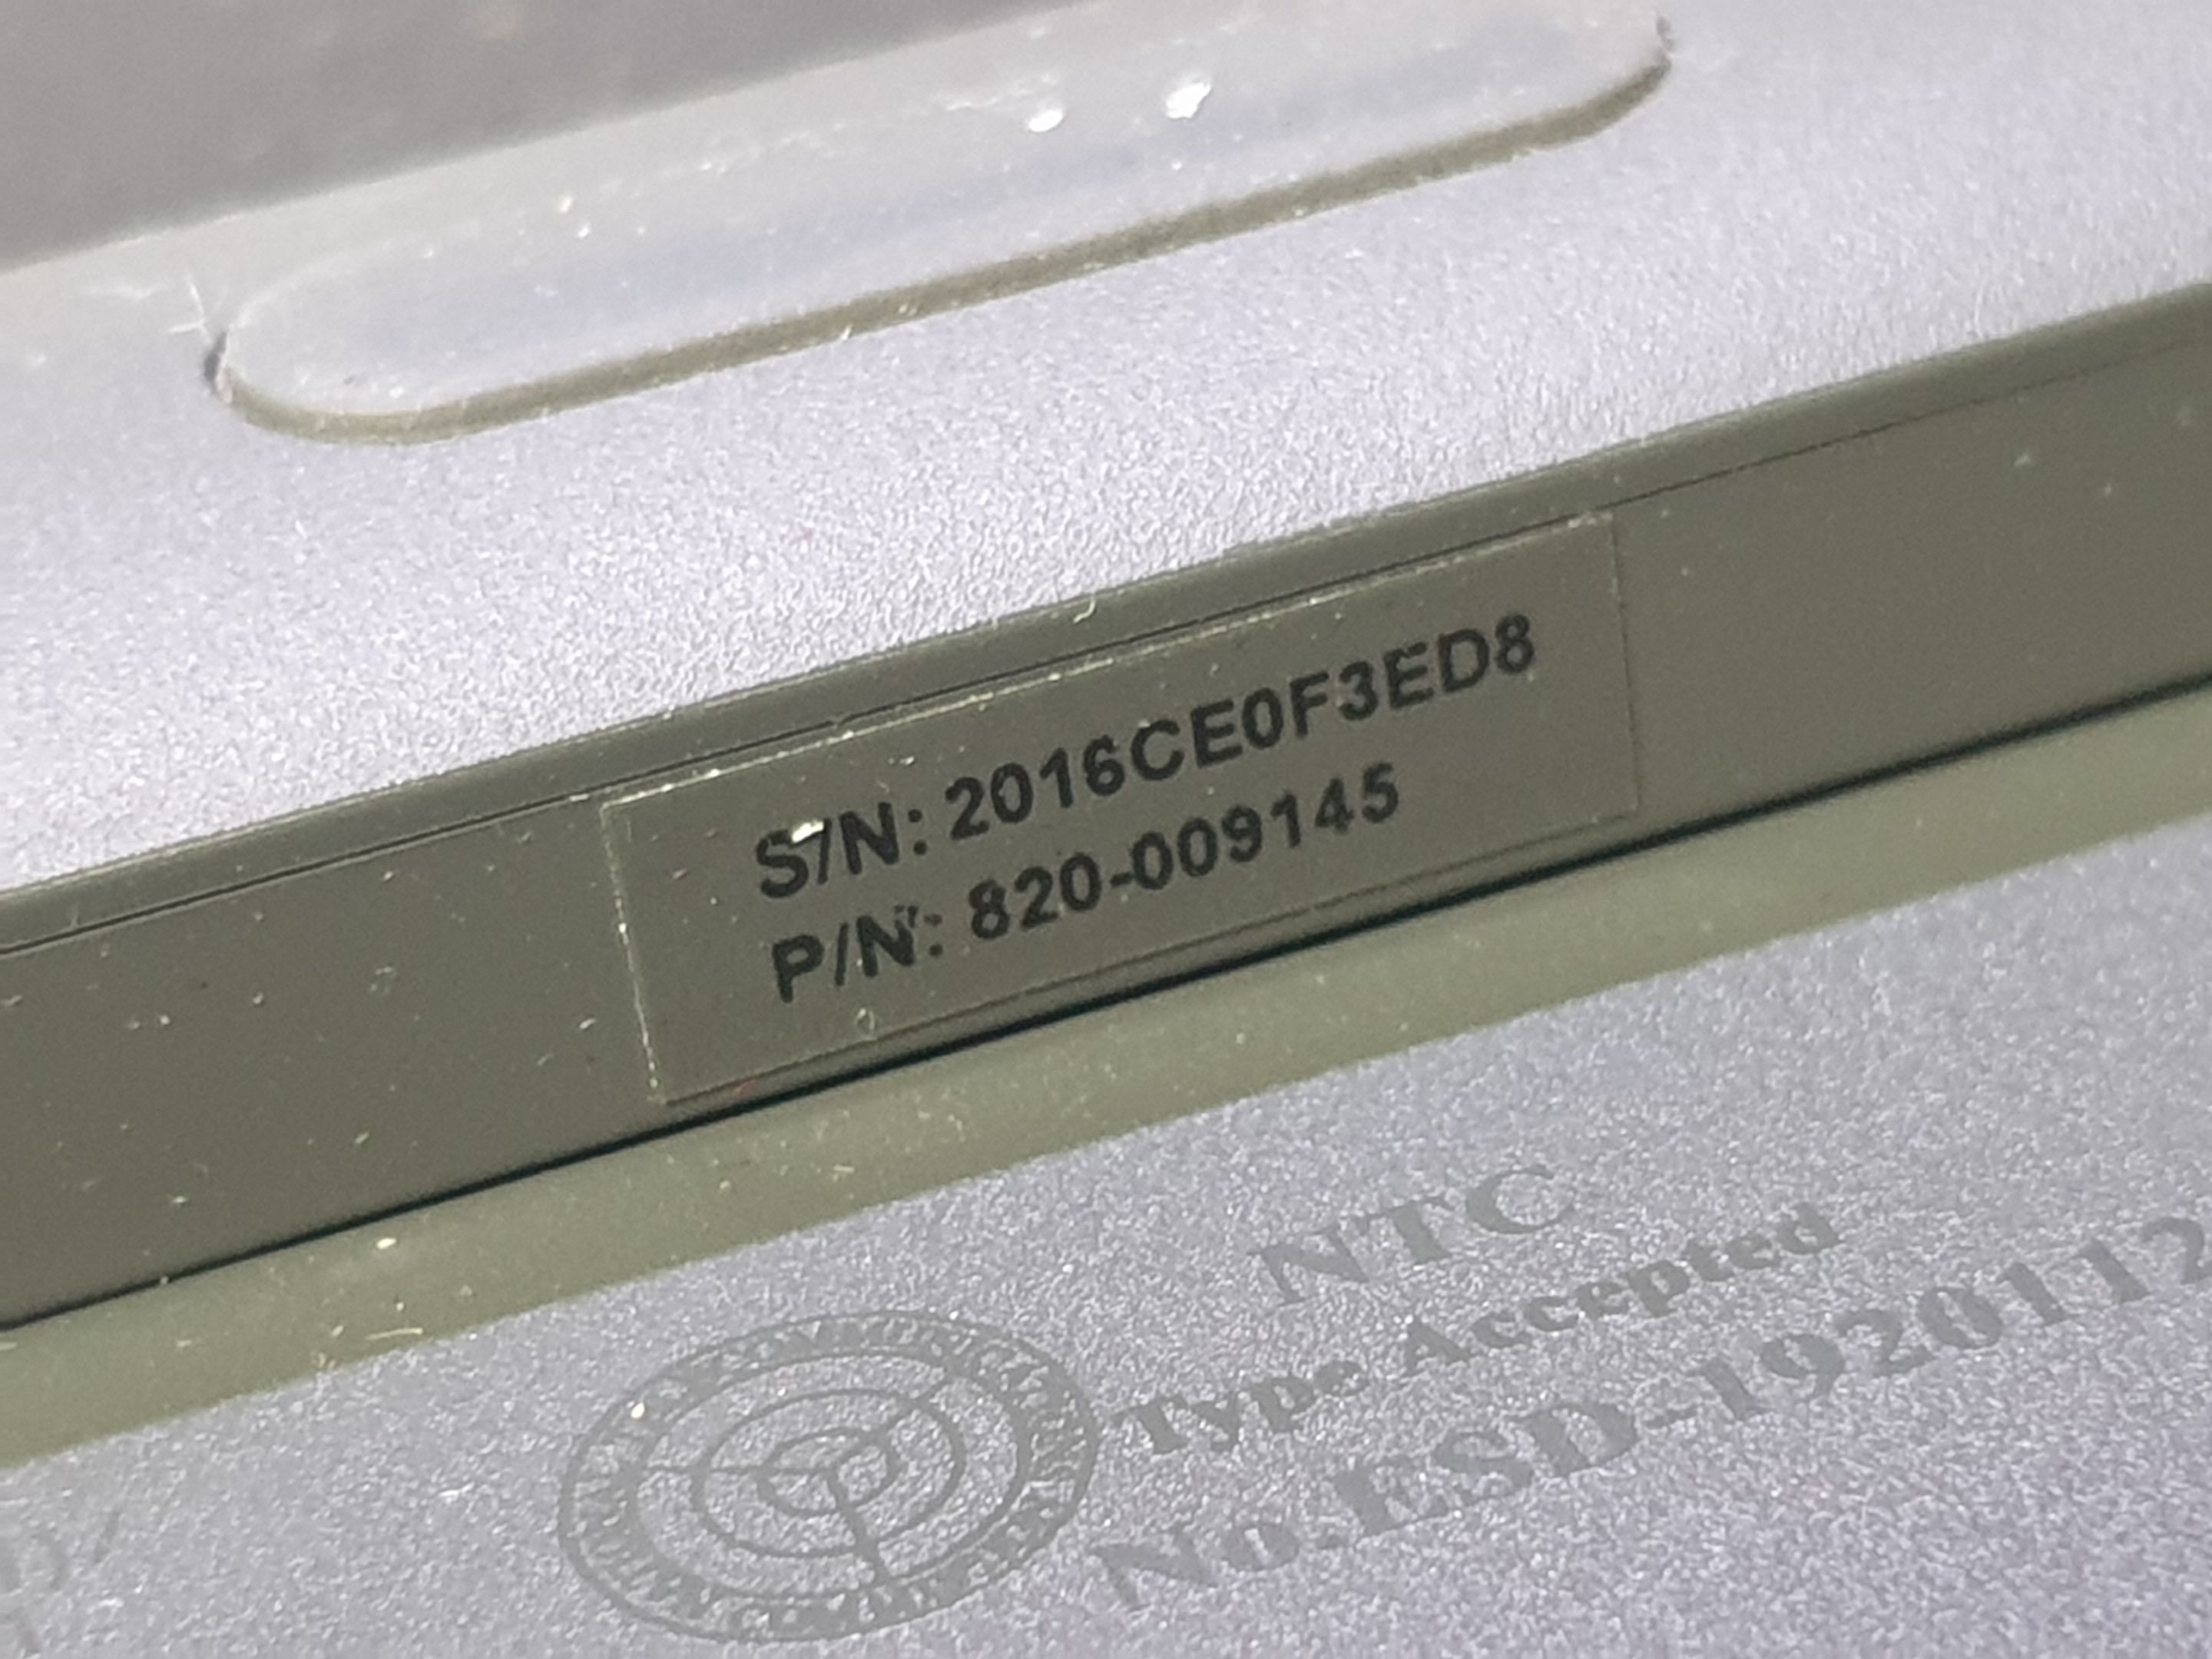 S/N: 2016CE0F3ED8
P/N: 820-009145
NTC
Type Accepted
No.ESD-1920112